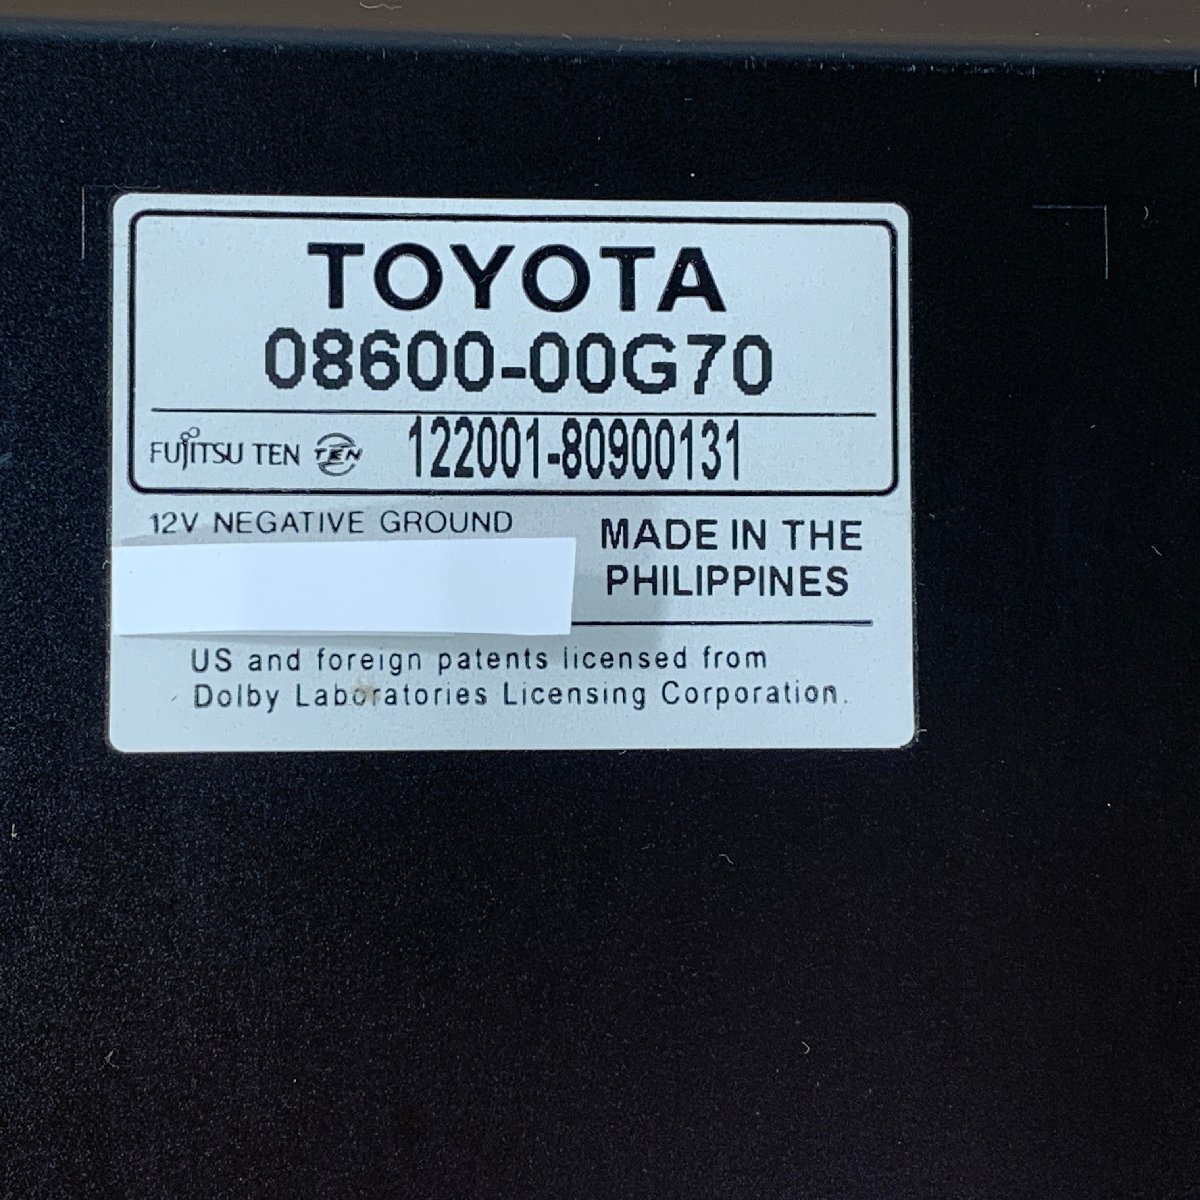 TOYOTA
08600-00G70
FUJITSU TEN TEN 122001-80900131
12V NEGATIVE GROUND
MADE IN THE
PHILIPPINES
US and foreign patents licensed from
Dolby Laboratories Licensing Corporation.